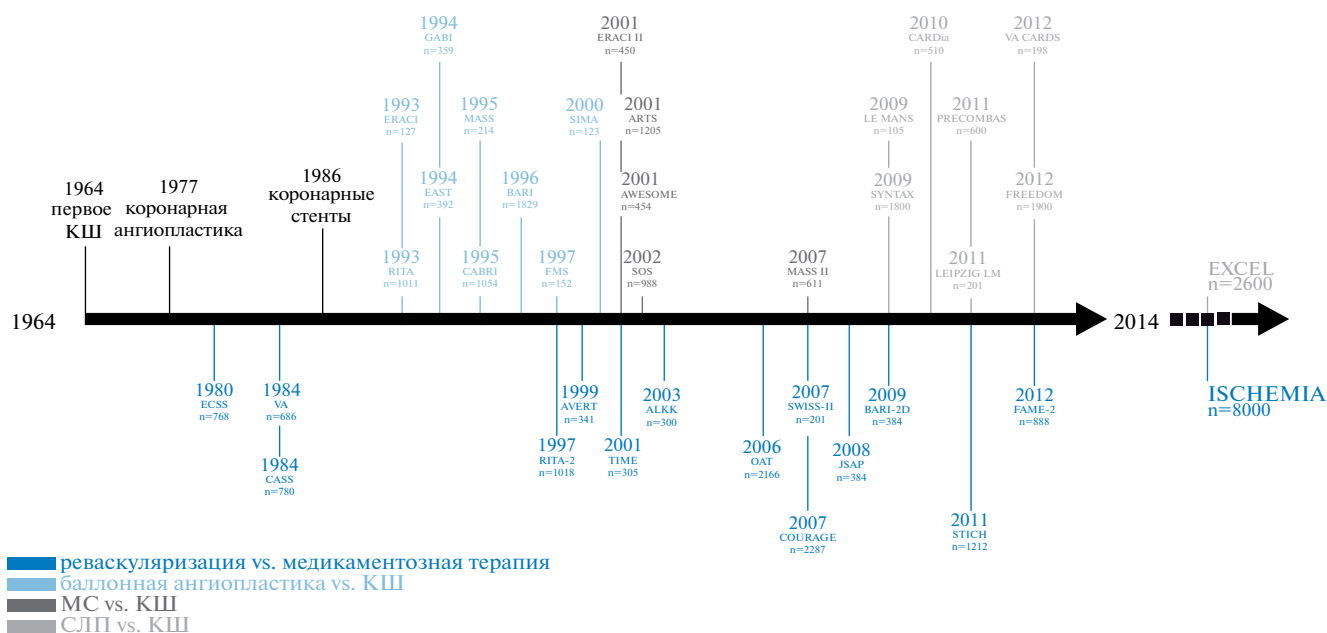 1994
GABI
n=359
2001
ERACI II
n=450
2010
CARDia
n=510
2012
VA CARDS
n=198
1993
ERACI
n=127
1995
MASS
n=214
2000
SIMA
n=123
2001
ARTS
n=1205
2009
LE MANS
n=105
2011
PRECOMBAS
n=600
1964
первое
КШ
1977
коронарная
ангиопластика
1986
коронарные
стенты
1994
EAST
n=392
1996
BARI
n=1829
2001
AWESOME
n=454
2009
SYNTAX
n=1800
2012
FREEDOM
n=1900
1993
RITA
n=1011
1995
CABRI
n=1054
1997
FMS
n=152
2002
SOS
n=988
2007
MASS II
n=611
2011
LEIPZIG LM
n=201
EXCEL
n=2600
1964
2014
1980
ECSS
n=768
1984
VA
n=686
1999
AVERT
n=341
2003
ALKK
n=300
2007
SWISS-II
n=201
2009
BARI-2D
n=384
2012
FAME-2
n=888
ISCHEMIA
n=8000
1984
CASS
n=780
1997
RITA-2
n=1018
2001
TIME
n=305
2006
OAT
n=2166
2008
JSAP
n=384
2007
COURAGE
n=2287
2011
STICH
n=1212
реваскуляризация vs. медикаментозная терапия
баллонная ангиопластика vs. КШ
МС vs. КШ
СЛП vs. КШ